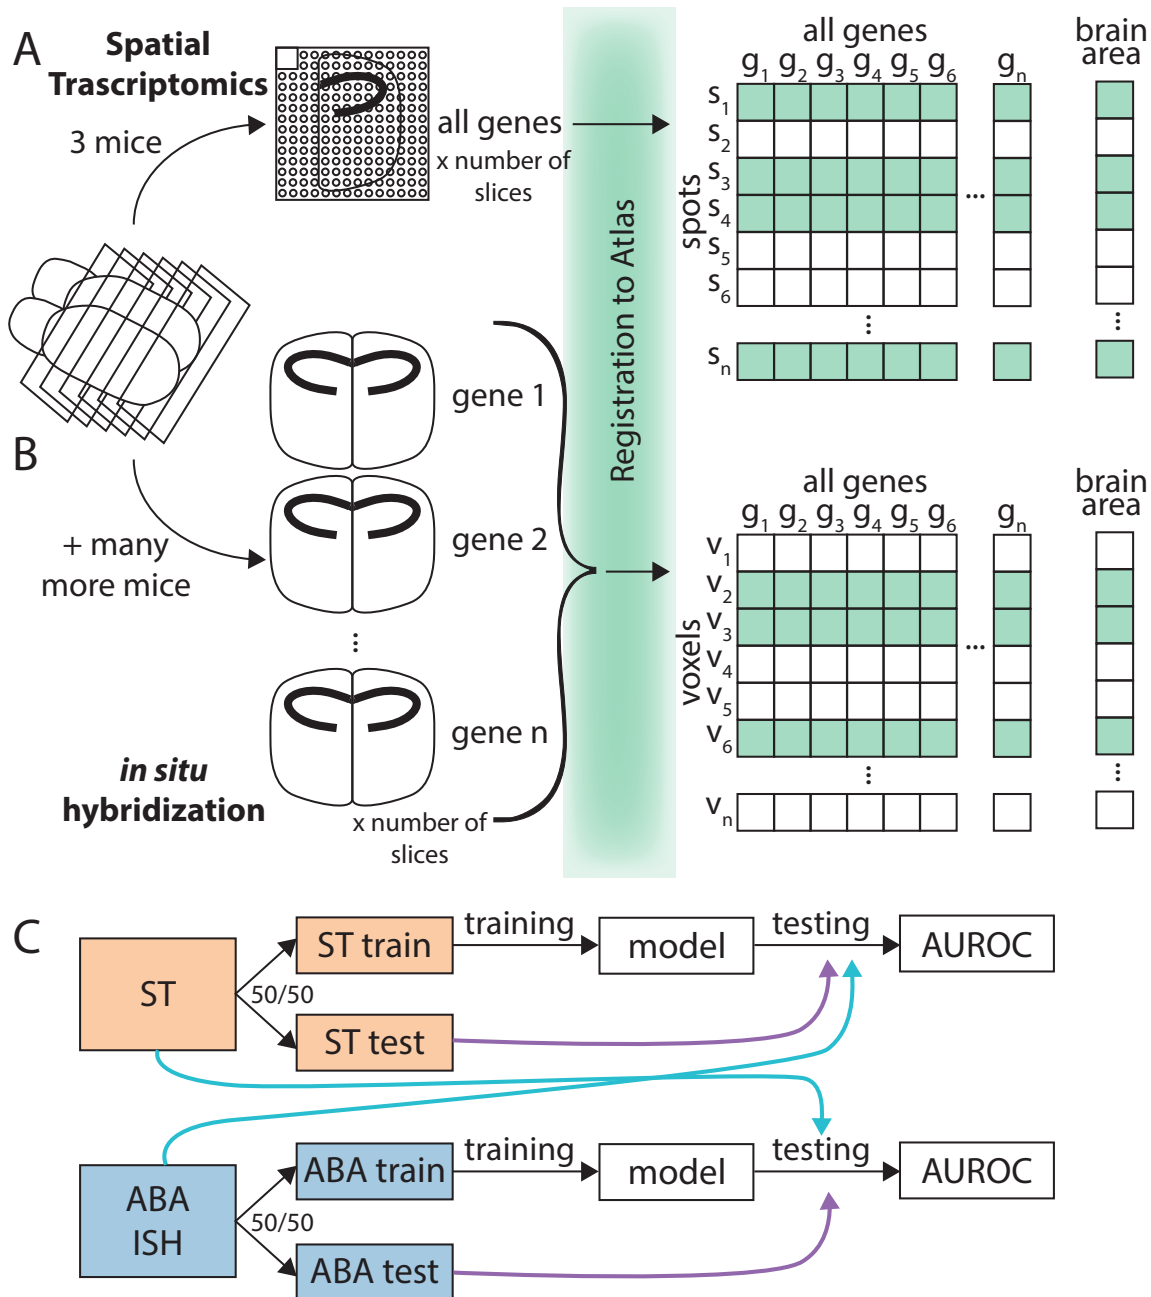 A
Spatial
Trascriptomics
3 mice
all genes
x number of
slices
Registration to Atlas
all genes
g1 g2 g3 g4 g5 g6 gn
brain
area
spots
s1
s2
s3
s4
...
s5
s6
...
...
sn
B
+ many
more mice
gene 1
gene 2
...
gene n
in situ
hybridization
x number of
slices
all genes
g1 g2 g3 g4 g5 g6 gn
brain
area
voxels
v1
v2
v3
...
v4
v5
v6
...
...
vn
C
ST
50/50
ST train
training
model
testing
AUROC
ST test
ABA
ISH
50/50
ABA train
training
model
testing
AUROC
ABA test